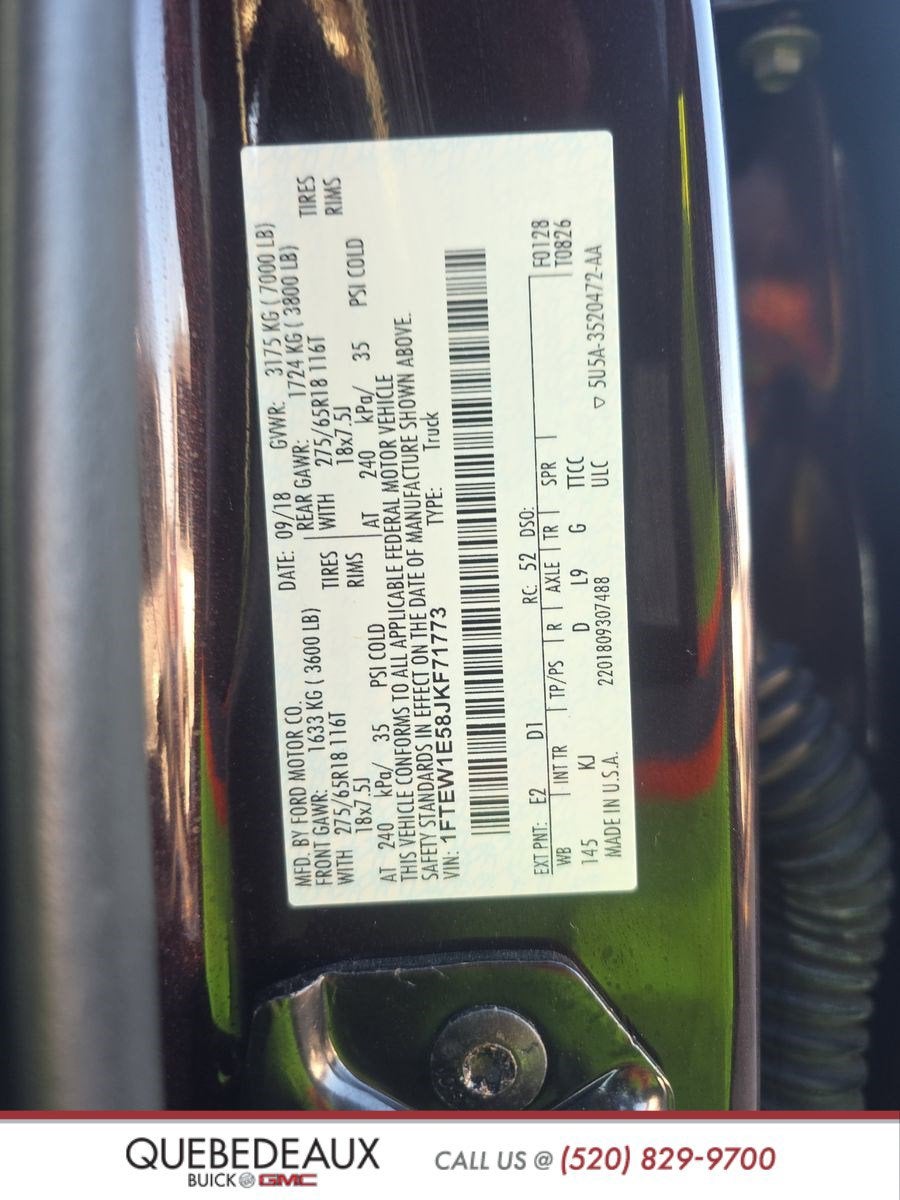 DATE: 09/18 GVWR: 3175 KG ( 7000 LB)
MFD. BY FORD MOTOR CO.
FRONT GAWR: 1633 KG ( 3600 LB) REAR GAWR: 1724 KG ( 3800 LB)
WITH 275/65R18 116T TIRES WITH 275/65R18 116T TIRES
18x7.5J RIMS 18x7.5J RIMS
AT 240 kPa/ 35 PSI COLD AT 240 kPa/ 35 PSI COLD
THIS VEHICLE CONFORMS TO ALL APPLICABLE FEDERAL MOTOR VEHICLE
SAFETY STANDARDS IN EFFECT ON THE DATE OF MANUFACTURE SHOWN ABOVE.
VIN: 1FTEW1E58JKF71773 TYPE: Truck
EXT PNT: E2 D1 RC: 52 DSO: F0128
WB INT TR TP/PS R AXLE TR SPR T0826
145 KJ D L9 G TTCC
MADE IN U.S.A. 2201809307488 ULC ▽ 5U5A-3520472-AA
QUEBEDEAUX
BUICK GMC
CALL US @ (520) 829-9700